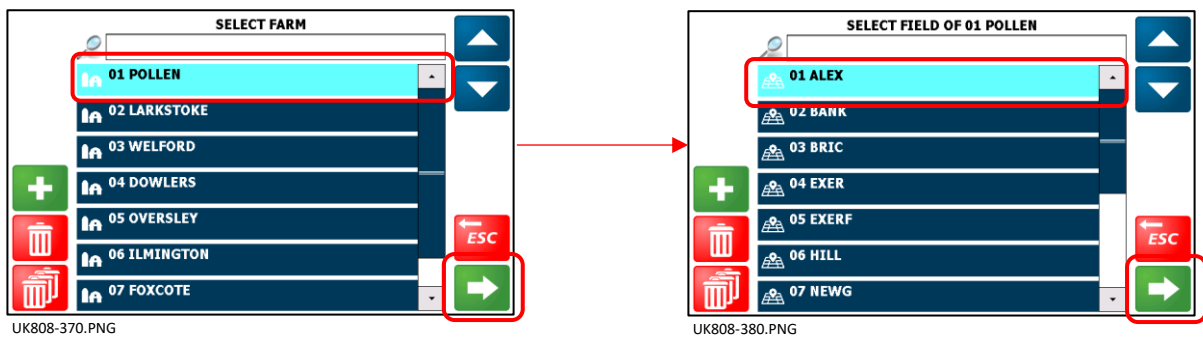 SELECT FARM
01 POLLEN
02 LARKSTOKE
03 WELFORD
04 DOWLERS
05 OVERSLEY
06 ILMINGTON
07 FOXCOTE
ESC
UK808-370.PNG
SELECT FIELD OF 01 POLLEN
01 ALEX
02 BANK
03 BRIC
04 EXER
05 EXERF
06 HILL
07 NEWG
ESC
UK808-380.PNG